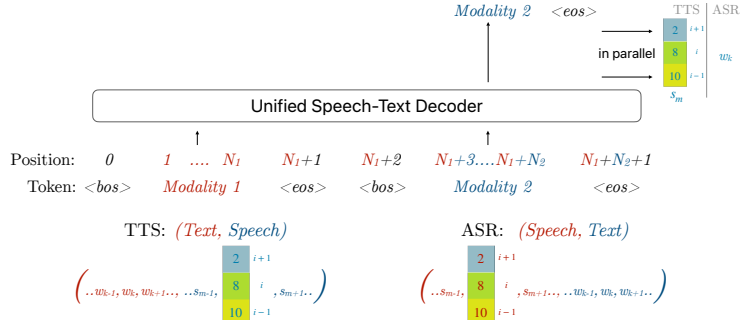 TTS ASR
Modality 2 <eos>
2 i+1
in parallel 8 i w_k
10 i−1
s_m
Unified Speech-Text Decoder
Position: 0 1 .... N_1 N_1+1 N_1+2 N_1+3....N_1+N_2 N_1+N_2+1
Token: <bos> Modality 1 <eos> <bos> Modality 2 <eos>
TTS: (Text, Speech) ASR: (Speech, Text)
2 i+1 2 i+1
(..w_{k-1}, w_k, w_{k+1}.., ..s_{m-1}, 8 i , s_{m+1}..) (..s_{m-1}, 8 i , s_{m+1}.., ..w_{k-1}, w_k, w_{k+1}..)
10 i−1 10 i−1